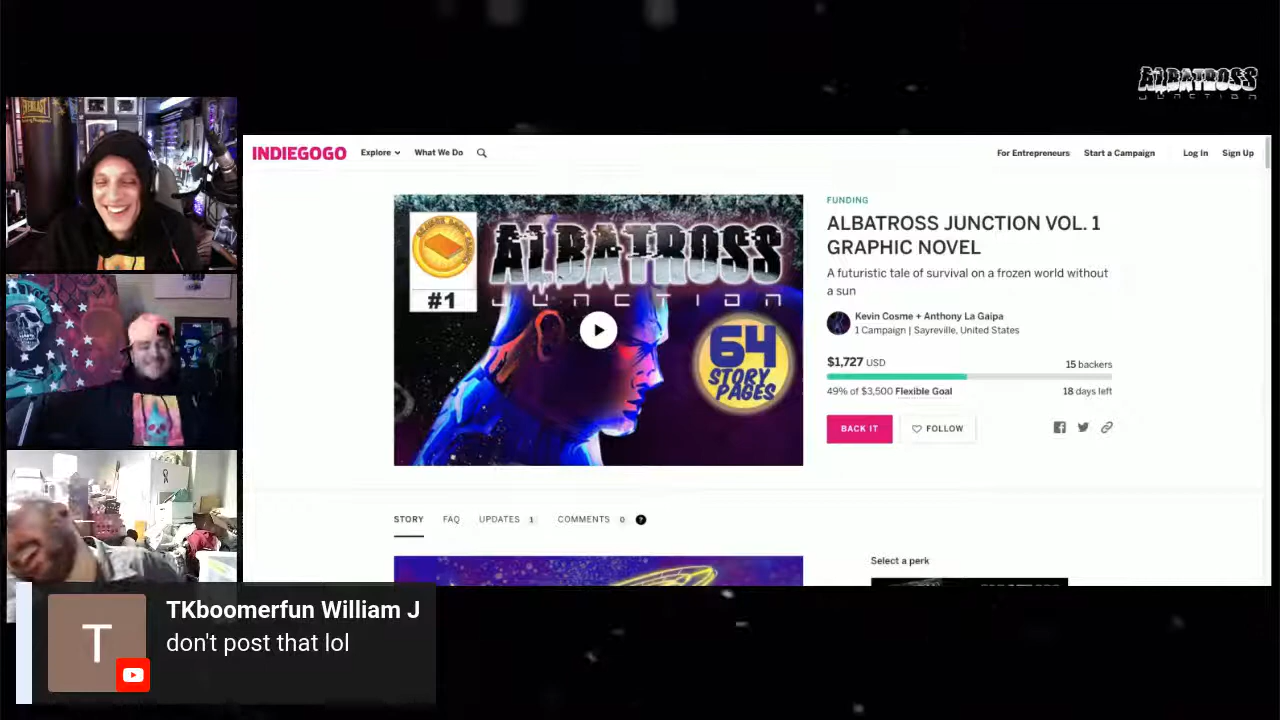 ALBATROSS
JUNCTION
EVERLAST
INDIEGOGO
Explore
What We Do
For Entrepreneurs
Start a Campaign
Log In
Sign Up
#1
ALBATROSS
JUNCTION
64
STORY
PAGES
FUNDING
ALBATROSS JUNCTION VOL. 1
GRAPHIC NOVEL
A futuristic tale of survival on a frozen world without
a sun
Kevin Cosme + Anthony La Gaipa
1 Campaign | Sayreville, United States
$1,727 USD
15 backers
49% of $3,500 Flexible Goal
18 days left
BACK IT
FOLLOW
STORY
FAQ
UPDATES 1
COMMENTS 0 ?
Select a perk
T
TKboomerfun William J
don't post that lol